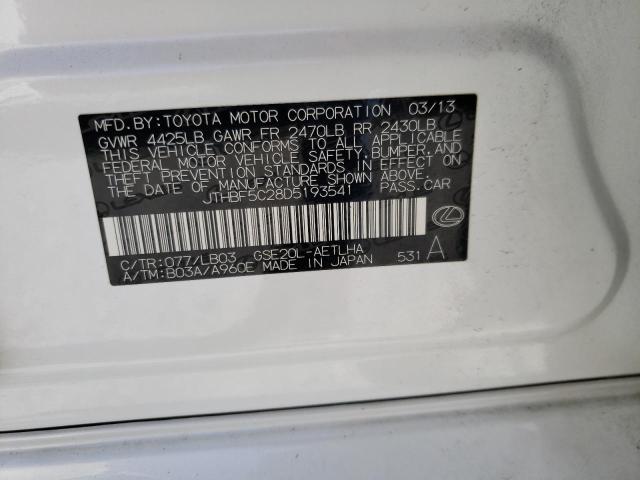 MFD.BY:TOYOTA MOTOR CORPORATION 03/13
GVWR 4425LB GAWR FR 2470LB RR 2430LB
THIS VEHICLE CONFORMS TO ALL APPLICABLE
FEDERAL MOTOR VEHICLE SAFETY,BUMPER,AND
THEFT PREVENTION STANDARDS IN EFFECT ON
THE DATE OF MANUFACTURE SHOWN ABOVE.
JTHBF5C28D5193541 PASS.CAR
C/TR:077/LB03 GSE20L-AETLHA
A/TM:B03A/A960E MADE IN JAPAN 531 A